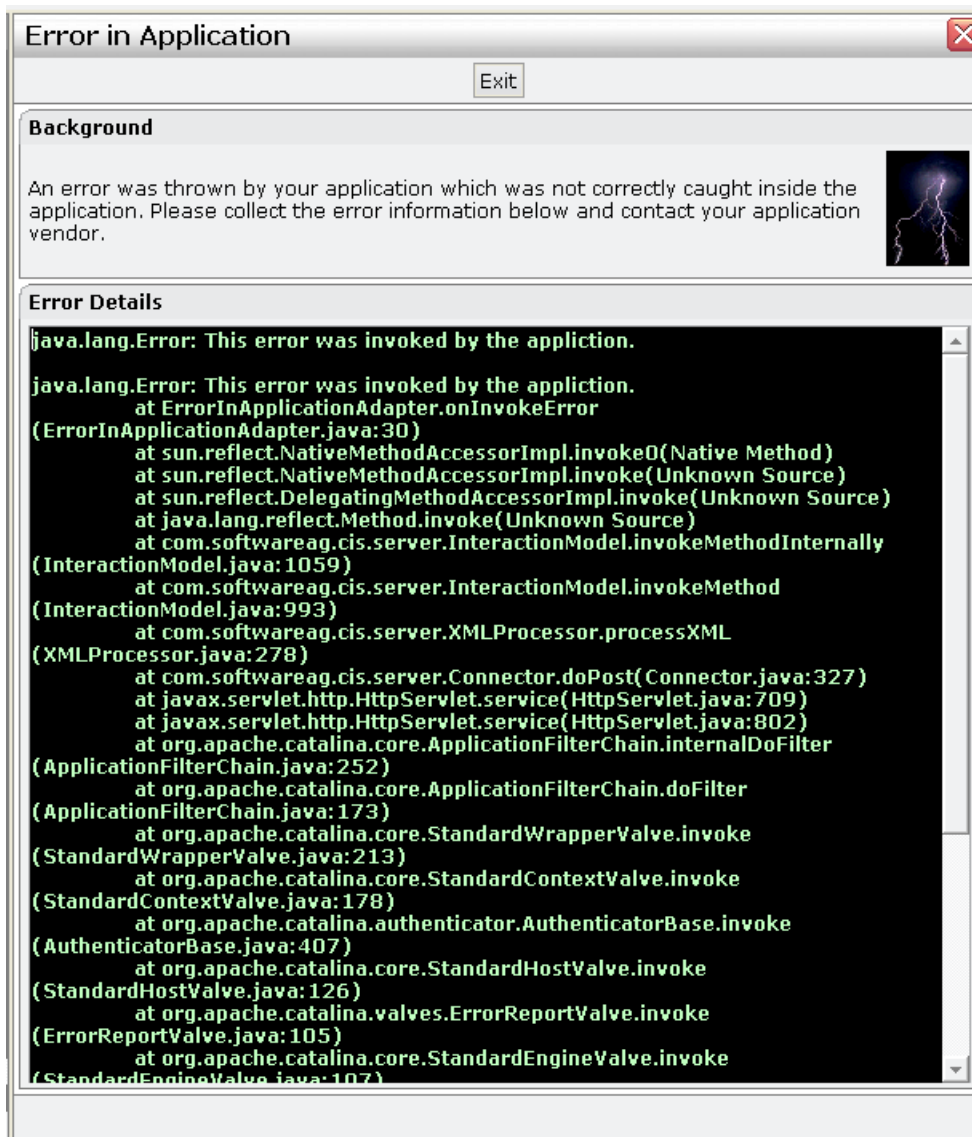 Error in Application
Exit
Background
An error was thrown by your application which was not correctly caught inside the
application. Please collect the error information below and contact your application
vendor.
Error Details
java.lang.Error: This error was invoked by the appliction.
java.lang.Error: This error was invoked by the appliction.
at ErrorInApplicationAdapter.onInvokeError
(ErrorInApplicationAdapter.java:30)
at sun.reflect.NativeMethodAccessorImpl.invoke0(Native Method)
at sun.reflect.NativeMethodAccessorImpl.invoke(Unknown Source)
at sun.reflect.DelegatingMethodAccessorImpl.invoke(Unknown Source)
at java.lang.reflect.Method.invoke(Unknown Source)
at com.softwareag.cis.server.InteractionModel.invokeMethodInternally
(InteractionModel.java:1059)
at com.softwareag.cis.server.InteractionModel.invokeMethod
(InteractionModel.java:993)
at com.softwareag.cis.server.XMLProcessor.processXML
(XMLProcessor.java:278)
at com.softwareag.cis.server.Connector.doPost(Connector.java:327)
at javax.servlet.http.HttpServlet.service(HttpServlet.java:709)
at javax.servlet.http.HttpServlet.service(HttpServlet.java:802)
at org.apache.catalina.core.ApplicationFilterChain.internalDoFilter
(ApplicationFilterChain.java:252)
at org.apache.catalina.core.ApplicationFilterChain.doFilter
(ApplicationFilterChain.java:173)
at org.apache.catalina.core.StandardWrapperValve.invoke
(StandardWrapperValve.java:213)
at org.apache.catalina.core.StandardContextValve.invoke
(StandardContextValve.java:178)
at org.apache.catalina.authenticator.AuthenticatorBase.invoke
(AuthenticatorBase.java:407)
at org.apache.catalina.core.StandardHostValve.invoke
(StandardHostValve.java:126)
at org.apache.catalina.valves.ErrorReportValve.invoke
(ErrorReportValve.java:105)
at org.apache.catalina.core.StandardEngineValve.invoke
(StandardEngineValve.java:107)